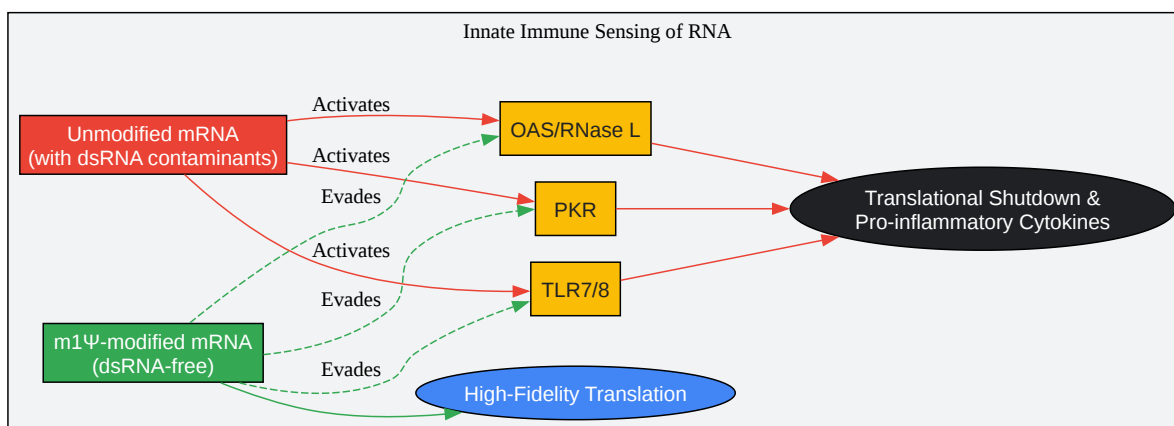 Innate Immune Sensing of RNA
Activates
Unmodified mRNA
(with dsRNA contaminants)
OAS/RNase L
Activates
Evades
PKR
Translational Shutdown &
Pro-inflammatory Cytokines
Activates
TLR7/8
Evades
m1Ψ-modified mRNA
(dsRNA-free)
Evades
High-Fidelity Translation